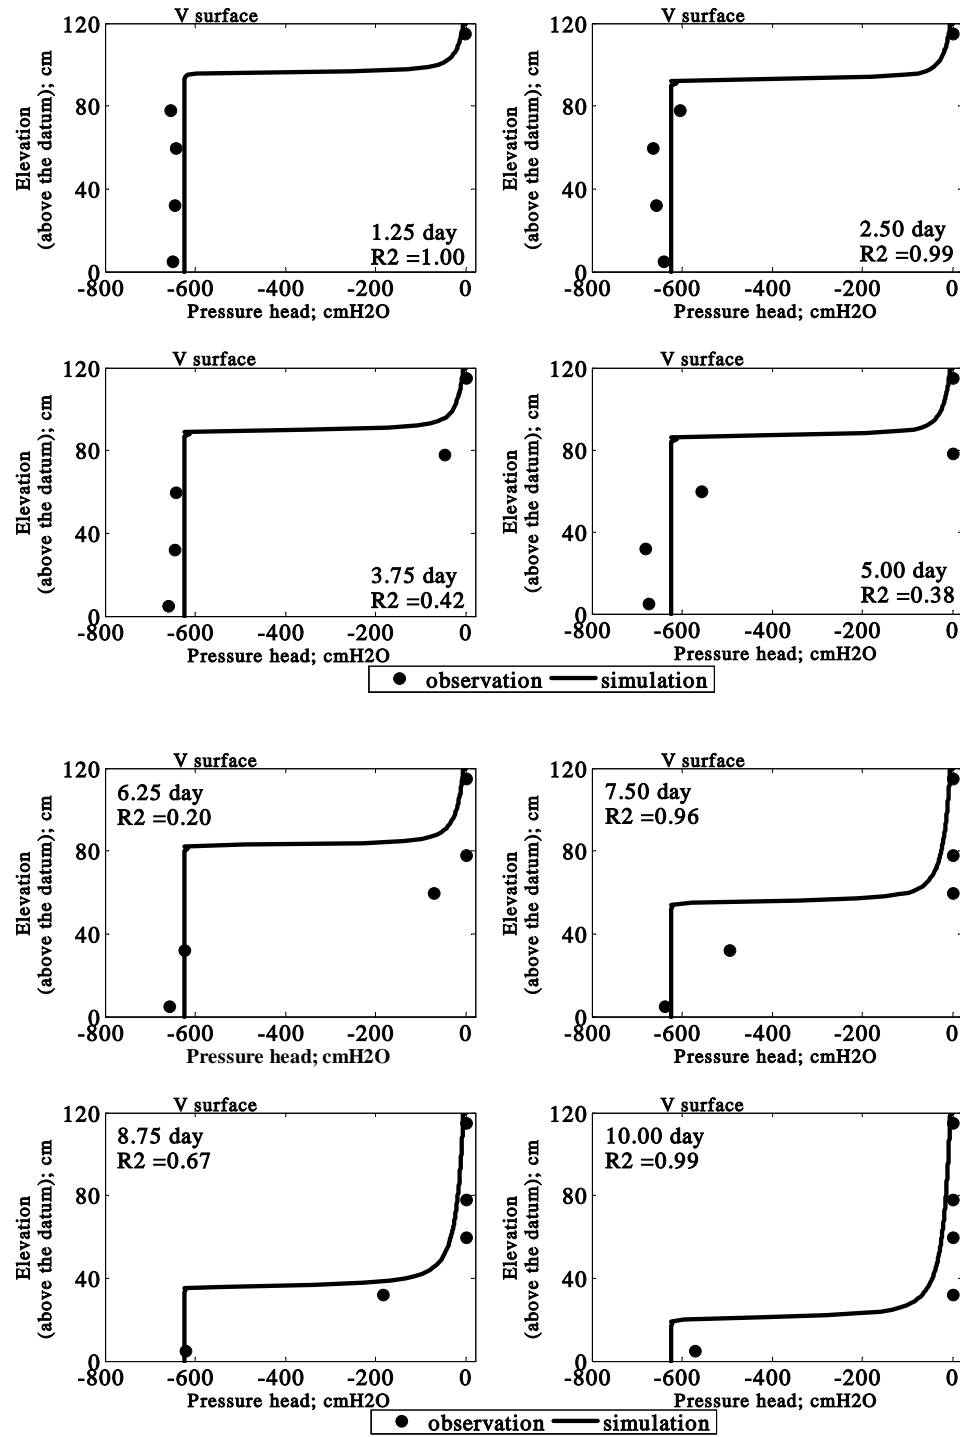 V surface
120
80
40
0
Elevation
(above the datum); cm
1.25 day
R2 =1.00
-800 -600 -400 -200 0
Pressure head; cmH2O
V surface
120
80
40
0
Elevation
(above the datum); cm
2.50 day
R2 =0.99
-800 -600 -400 -200 0
Pressure head; cmH2O
V surface
120
80
40
0
Elevation
(above the datum); cm
3.75 day
R2 =0.42
-800 -600 -400 -200 0
Pressure head; cmH2O
V surface
120
80
40
0
Elevation
(above the datum); cm
5.00 day
R2 =0.38
-800 -600 -400 -200 0
Pressure head; cmH2O
observation simulation
V surface
120
80
40
0
Elevation
(above the datum); cm
6.25 day
R2 =0.20
-800 -600 -400 -200 0
Pressure head; cmH2O
V surface
120
80
40
0
Elevation
(above the datum); cm
7.50 day
R2 =0.96
-800 -600 -400 -200 0
Pressure head; cmH2O
V surface
120
80
40
0
Elevation
(above the datum); cm
8.75 day
R2 =0.67
-800 -600 -400 -200 0
Pressure head; cmH2O
V surface
120
80
40
0
Elevation
(above the datum); cm
10.00 day
R2 =0.99
-800 -600 -400 -200 0
Pressure head; cmH2O
observation simulation